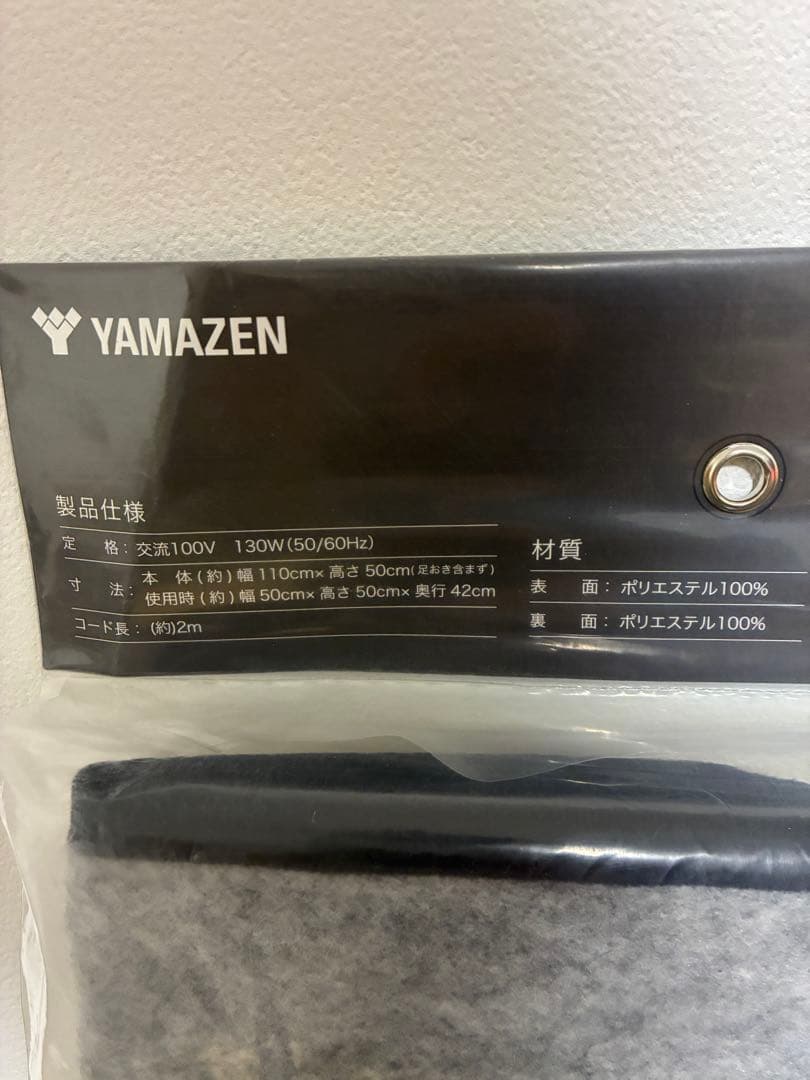 YAMAZEN
製品仕様
定　格：交流100V　130W(50/60Hz)
寸　法：本　体(約)幅110cm×高さ50cm(足おき含まず)
使用時(約)幅50cm×高さ50cm×奥行42cm
コード長：(約)2m
材質
表　面：ポリエステル100%
裏　面：ポリエステル100%